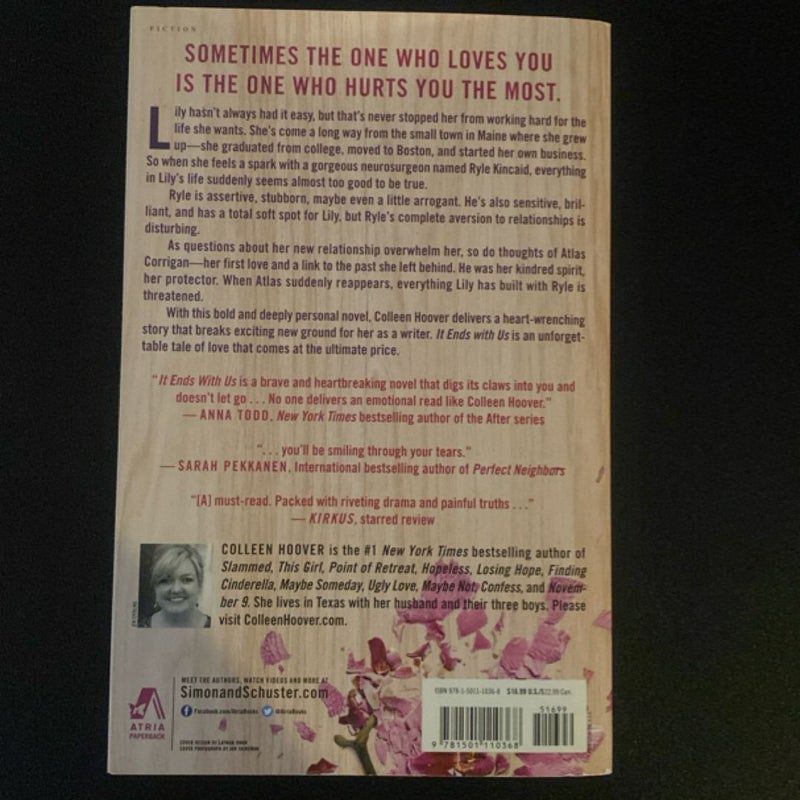 FICTION
SOMETIMES THE ONE WHO LOVES YOU
IS THE ONE WHO HURTS YOU THE MOST.
Lily hasn't always had it easy, but that's never stopped her from working hard for the
life she wants. She's come a long way from the small town in Maine where she grew
up—she graduated from college, moved to Boston, and started her own business.
So when she feels a spark with a gorgeous neurosurgeon named Ryle Kincaid, everything
in Lily's life suddenly seems almost too good to be true.
Ryle is assertive, stubborn, maybe even a little arrogant. He's also sensitive, bril-
liant, and has a total soft spot for Lily, but Ryle's complete aversion to relationships is
disturbing.
As questions about her new relationship overwhelm her, so do thoughts of Atlas
Corrigan—her first love and a link to the past she left behind. He was her kindred spirit,
her protector. When Atlas suddenly reappears, everything Lily has built with Ryle is
threatened.
With this bold and deeply personal novel, Colleen Hoover delivers a heart-wrenching
story that breaks exciting new ground for her as a writer. It Ends with Us is an unforget-
table tale of love that comes at the ultimate price.
"It Ends With Us is a brave and heartbreaking novel that digs its claws into you and
doesn't let go . . . No one delivers an emotional read like Colleen Hoover."
— ANNA TODD, New York Times bestselling author of the After series
". . . you'll be smiling through your tears."
— SARAH PEKKANEN, International bestselling author of Perfect Neighbors
"[A] must-read. Packed with riveting drama and painful truths . . ."
— KIRKUS, starred review
COLLEEN HOOVER is the #1 New York Times bestselling author of
Slammed, This Girl, Point of Retreat, Hopeless, Losing Hope, Finding
Cinderella, Maybe Someday, Ugly Love, Maybe Not, Confess, and Novem-
ber 9. She lives in Texas with her husband and their three boys. Please
visit ColleenHoover.com.
MEET THE AUTHORS, WATCH VIDEOS AND MORE AT
SimonandSchuster.com
Facebook.com/AtriaBooks @AtriaBooks
ATRIA
PAPERBACK
ISBN 978-1-5011-1036-8 $16.99 U.S./$22.99 Can.
51699
9 781501 110368